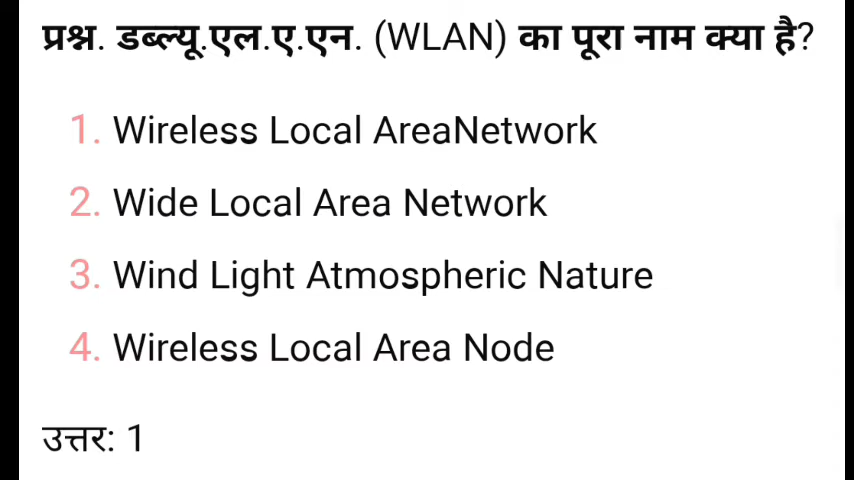 प्रश्न. डब्ल्यू.एल.ए.एन. (WLAN) का पूरा नाम क्या है?
1. Wireless Local AreaNetwork
2. Wide Local Area Network
3. Wind Light Atmospheric Nature
4. Wireless Local Area Node
उत्तर: 1